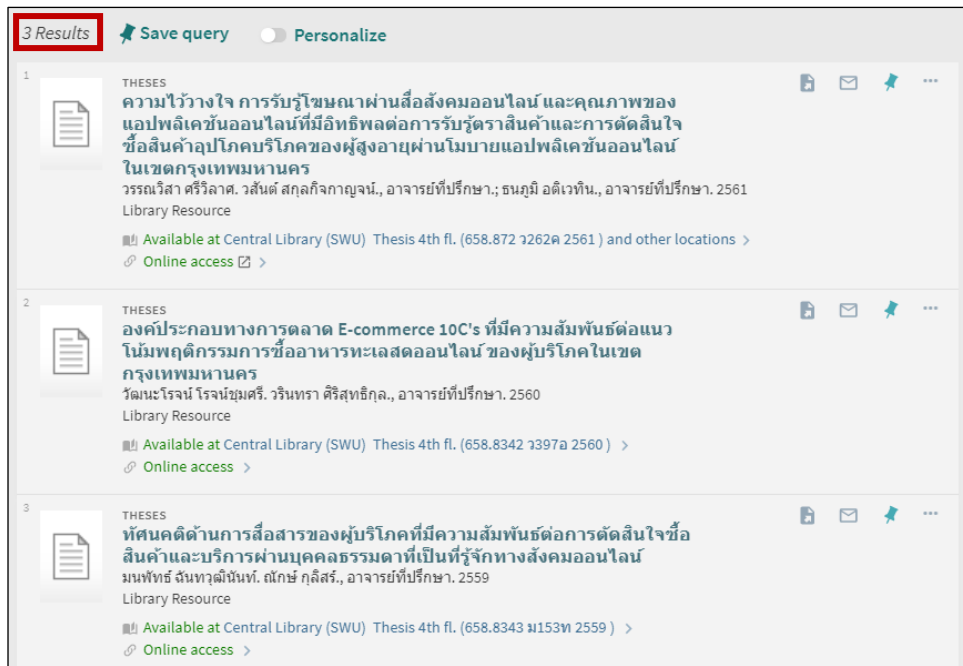 3 Results Save query Personalize
1
THESES
ความไว้วางใจ การรับรู้โฆษณาผ่านสื่อสังคมออนไลน์ และคุณภาพของ
แอปพลิเคชันออนไลน์ที่มีอิทธิพลต่อการรับรู้ตราสินค้าและการตัดสินใจ
ซื้อสินค้าอุปโภคบริโภคของผู้สูงอายุผ่านโมบายแอปพลิเคชันออนไลน์
ในเขตกรุงเทพมหานคร
วรรณวิสา ศรีวิลาศ. วสันต์ สกุลกิจกาญจน์., อาจารย์ที่ปรึกษา.; ธนภูมิ อติเวทิน., อาจารย์ที่ปรึกษา. 2561
Library Resource
Available at Central Library (SWU) Thesis 4th fl. (658.872 ว262ค 2561 ) and other locations >
Online access >
2
THESES
องค์ประกอบทางการตลาด E-commerce 10C's ที่มีความสัมพันธ์ต่อแนว
โน้มพฤติกรรมการซื้ออาหารทะเลสดออนไลน์ ของผู้บริโภคในเขต
กรุงเทพมหานคร
วัฒนะโรจน์ โรจน์ชุมศรี. วรินทรา ศิริสุทธิกุล., อาจารย์ที่ปรึกษา. 2560
Library Resource
Available at Central Library (SWU) Thesis 4th fl. (658.8342 ว397อ 2560 ) >
Online access >
3
THESES
ทัศนคติด้านการสื่อสารของผู้บริโภคที่มีความสัมพันธ์ต่อการตัดสินใจซื้อ
สินค้าและบริการผ่านบุคคลธรรมดาที่เป็นที่รู้จักทางสังคมออนไลน์
มนพัทธ์ ฉันทวุฒินันท์. ณักษ์ กุลิสร์., อาจารย์ที่ปรึกษา. 2559
Library Resource
Available at Central Library (SWU) Thesis 4th fl. (658.8343 ม153ท 2559 ) >
Online access >